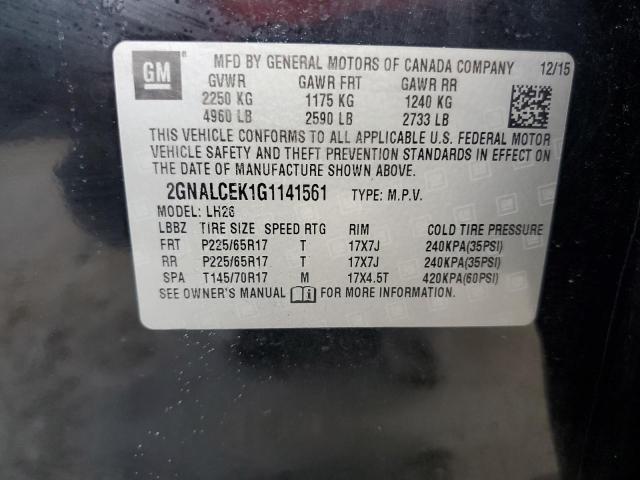 GM ® MFD BY GENERAL MOTORS OF CANADA COMPANY 12/15
GVWR GAWR FRT GAWR RR
2250 KG 1175 KG 1240 KG
4960 LB 2590 LB 2733 LB
THIS VEHICLE CONFORMS TO ALL APPLICABLE U.S. FEDERAL MOTOR
VEHICLE SAFETY AND THEFT PREVENTION STANDARDS IN EFFECT ON
THE DATE OF MANUFACTURE SHOWN ABOVE.
2GNALCEK1G1141561 TYPE: M.P.V.
MODEL: LH26
LBBZ TIRE SIZE SPEED RTG RIM COLD TIRE PRESSURE
FRT P225/65R17 T 17X7J 240KPA(35PSI)
RR P225/65R17 T 17X7J 240KPA(35PSI)
SPA T145/70R17 M 17X4.5T 420KPA(60PSI)
SEE OWNER'S MANUAL FOR MORE INFORMATION